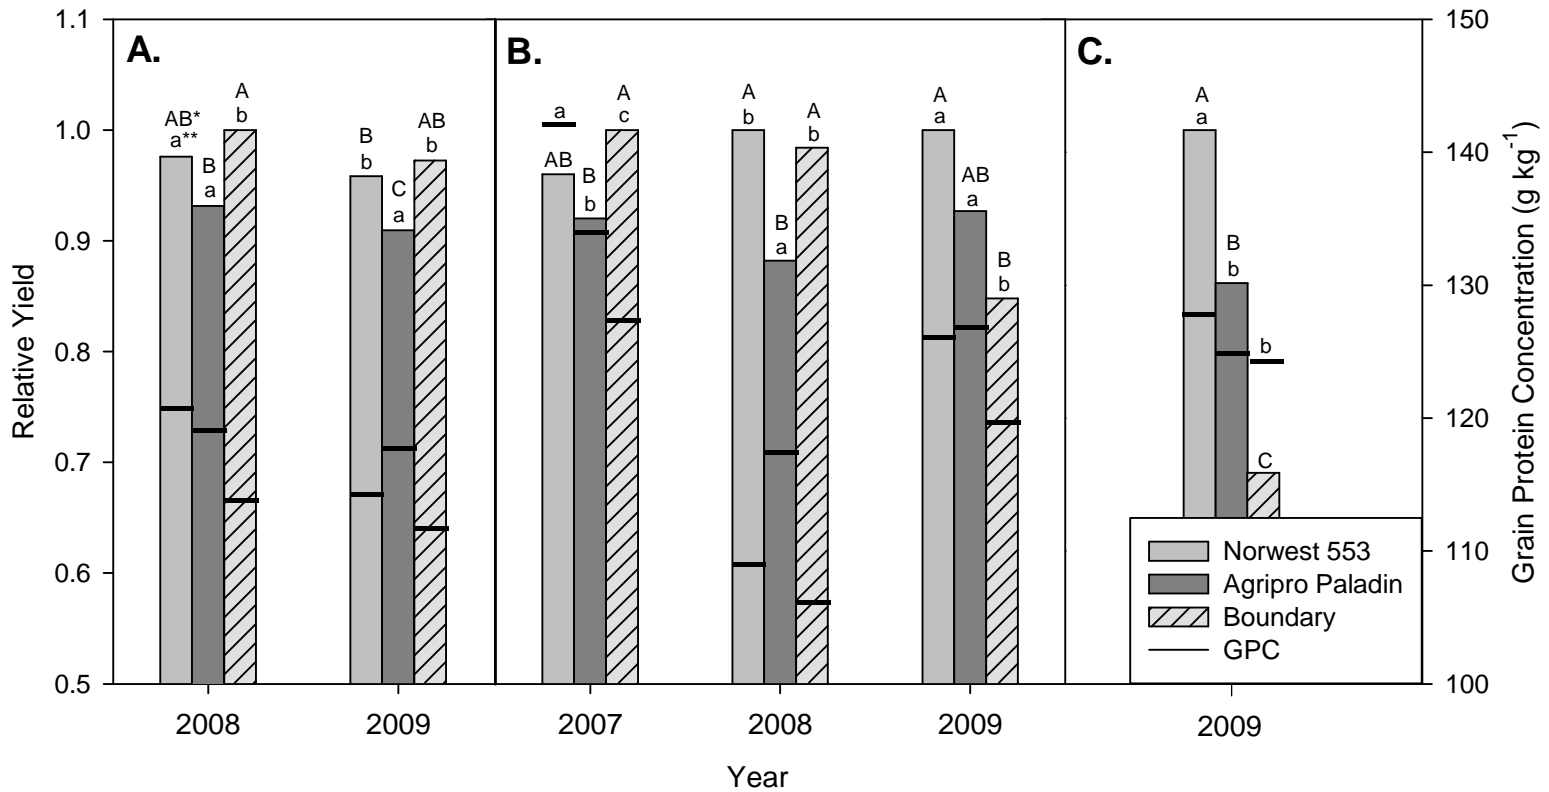 1.1
1.0
0.9
0.8
0.7
0.6
0.5
Relative Yield
A.
AB*
a**
B
a
A
b
B
b
C
a
AB
b
2008
2009
B.
a
AB
B
b
A
c
A
b
B
a
A
b
A
a
AB
a
B
b
2007
2008
2009
C.
A
a
B
b
b
C
Norwest 553
Agripro Paladin
Boundary
GPC
2009
150
140
130
120
110
100
Grain Protein Concentration (g kg-1)
Year